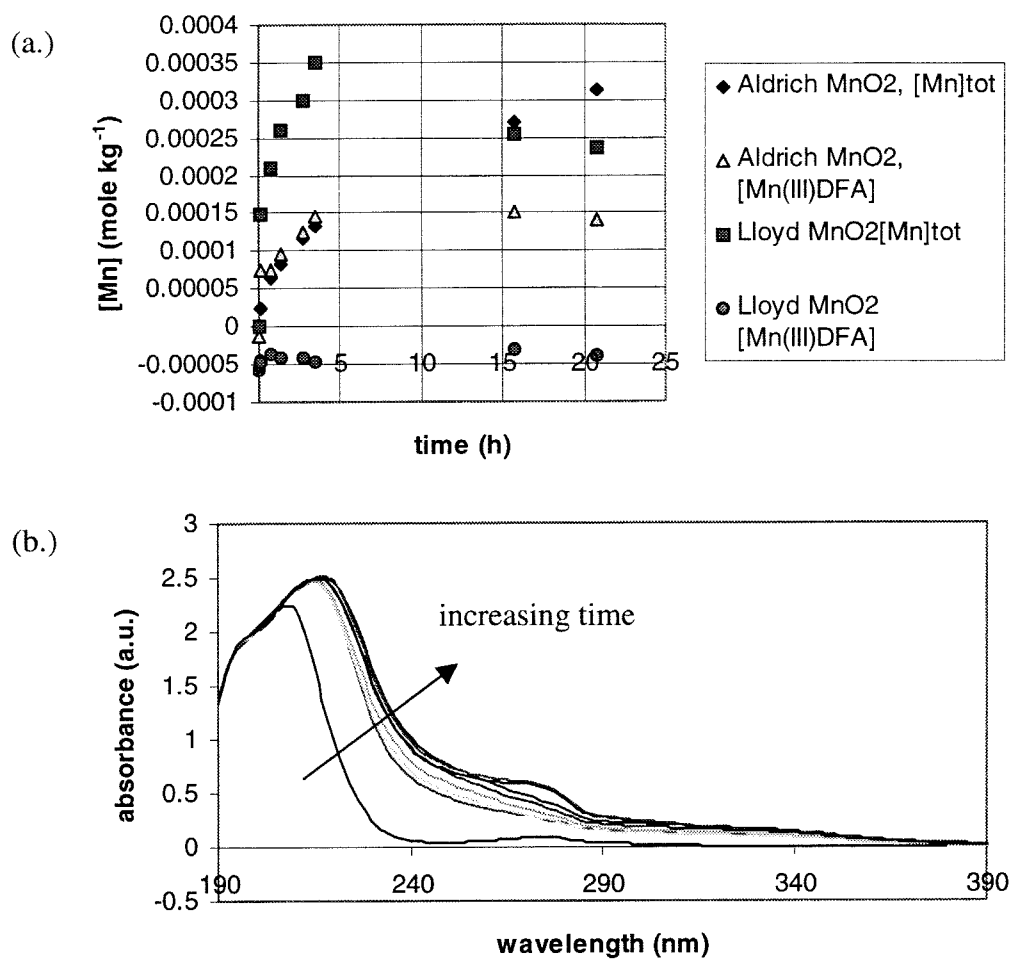 (a.)
0.0004
0.00035
0.0003
0.00025
0.0002
0.00015
0.0001
0.00005
0
-0.00005
-0.0001
5
10
15
20
25
[Mn] (mole kg⁻¹)
time (h)
Aldrich MnO2, [Mn]tot
Aldrich MnO2,
[Mn(III)DFA]
Lloyd MnO2[Mn]tot
Lloyd MnO2
[Mn(III)DFA]
(b.)
3
2.5
2
1.5
1
0.5
0
-0.5
190
240
290
340
390
absorbance (a.u.)
increasing time
wavelength (nm)